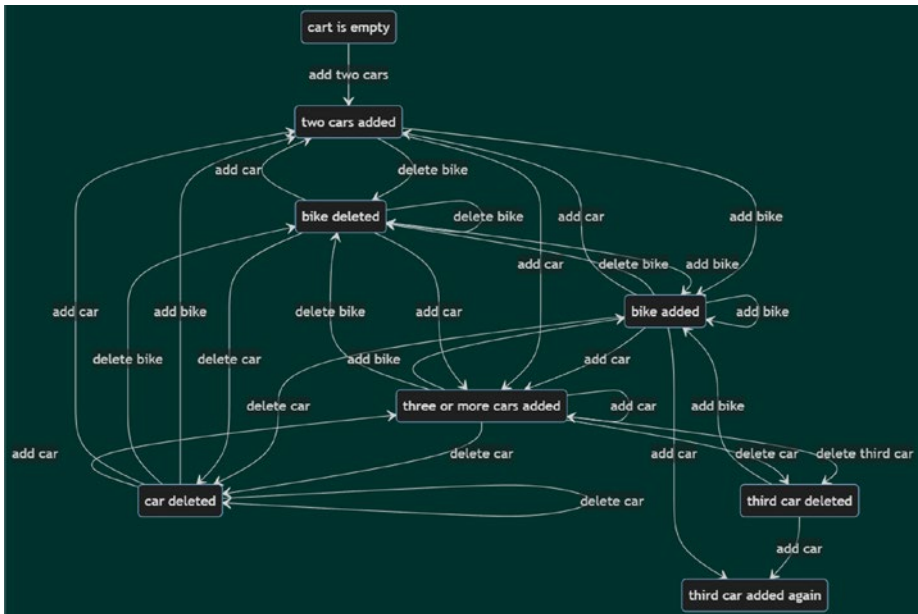 cart is empty
add two cars
two cars added
add car
delete bike
bike deleted
delete bike
add car
add bike
add car
delete bike
add bike
add car
add bike
delete bike
add car
bike added
add bike
delete bike
delete car
add bike
add car
delete car
three or more cars added
add car
add bike
add car
delete car
add car
delete car
delete third car
car deleted
delete car
third car deleted
add car
third car added again